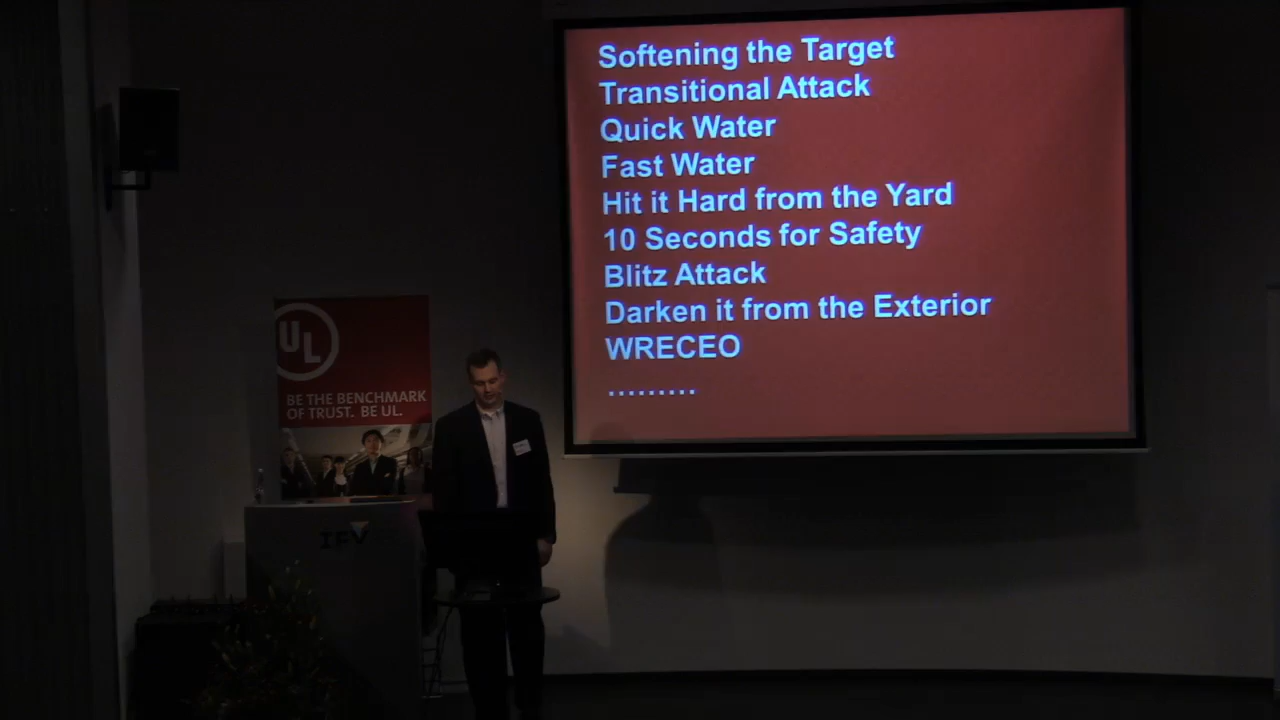 Softening the Target
Transitional Attack
Quick Water
Fast Water
Hit it Hard from the Yard
10 Seconds for Safety
Blitz Attack
Darken it from the Exterior
WRECEO
.........
UL
BE THE BENCHMARK
OF TRUST. BE UL.
IFV